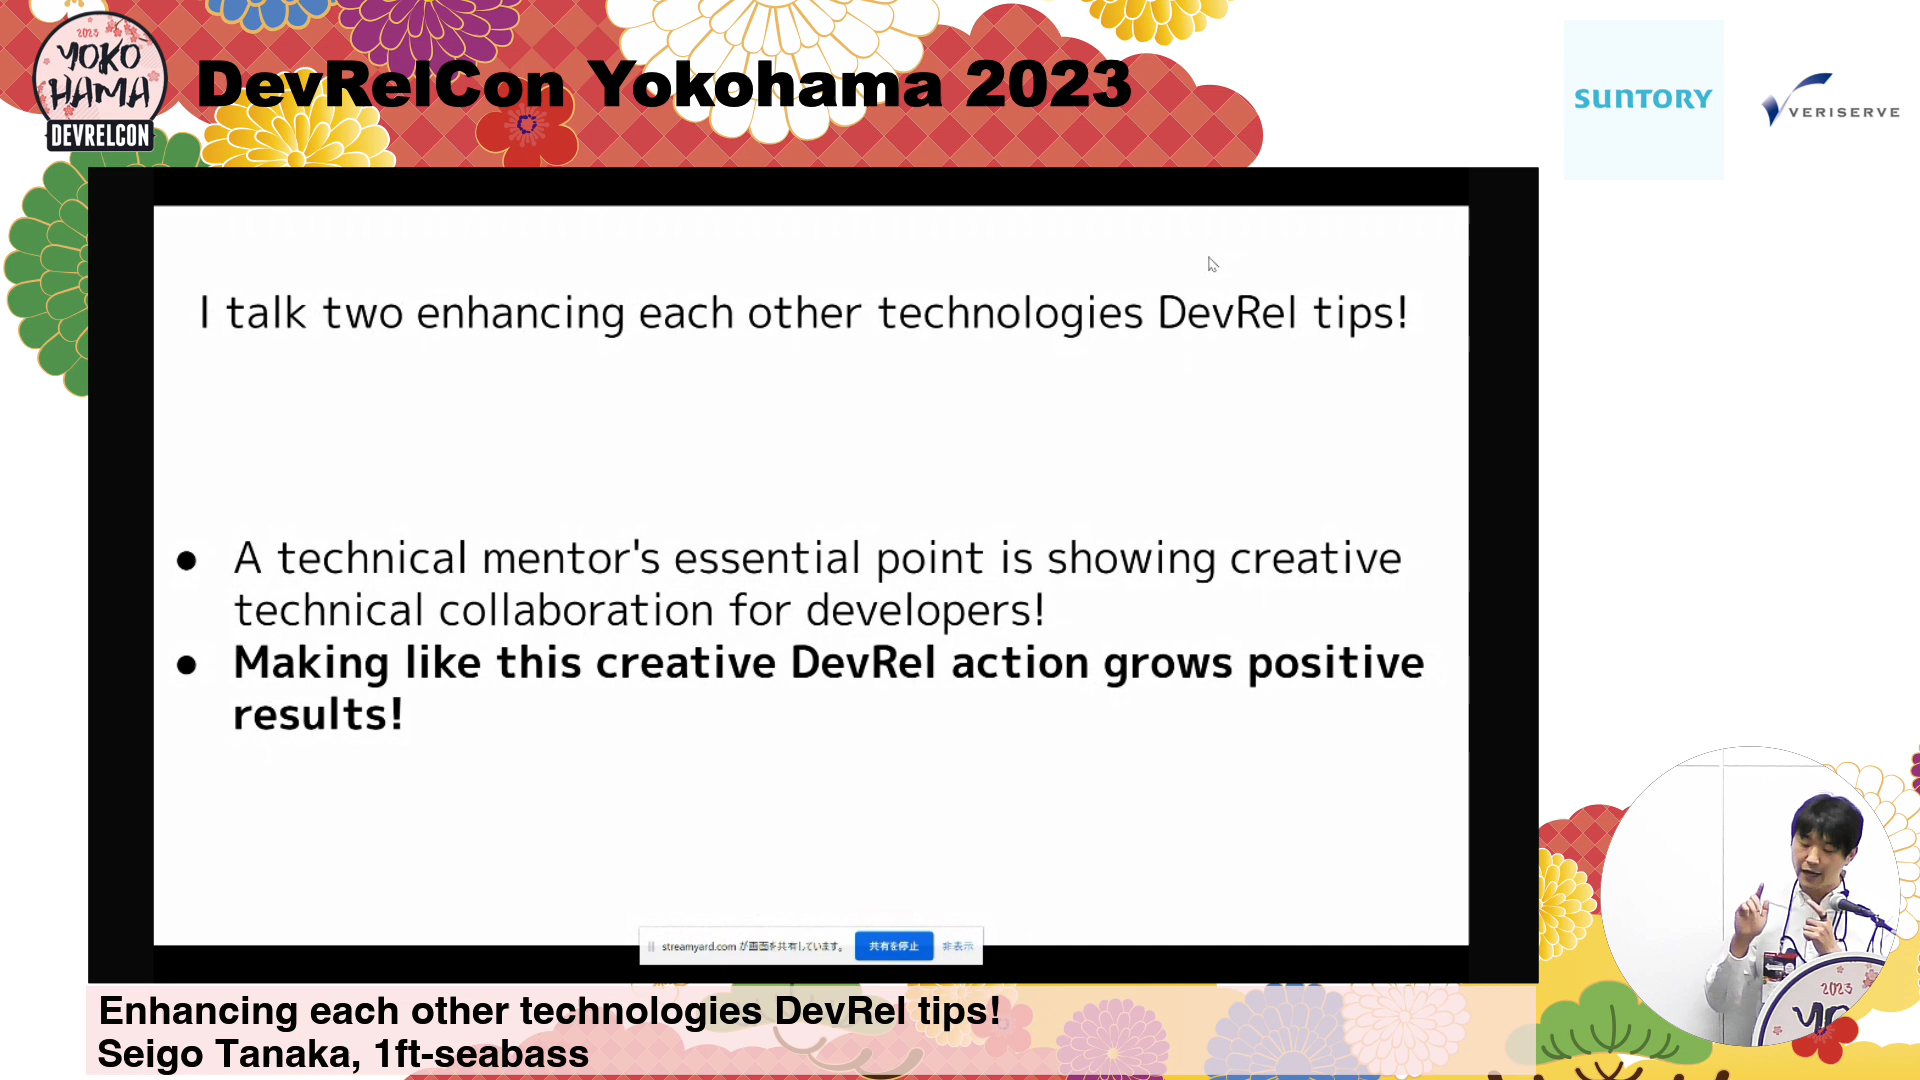 2023
YOKO
HAMA
DEVRELCON
DevRelCon Yokohama 2023
SUNTORY
VERISERVE
I talk two enhancing each other technologies DevRel tips!
● A technical mentor's essential point is showing creative
technical collaboration for developers!
● Making like this creative DevRel action grows positive
results!
streamyard.com が画面を共有しています。 共有を停止 非表示
Enhancing each other technologies DevRel tips!
Seigo Tanaka, 1ft-seabass
2023